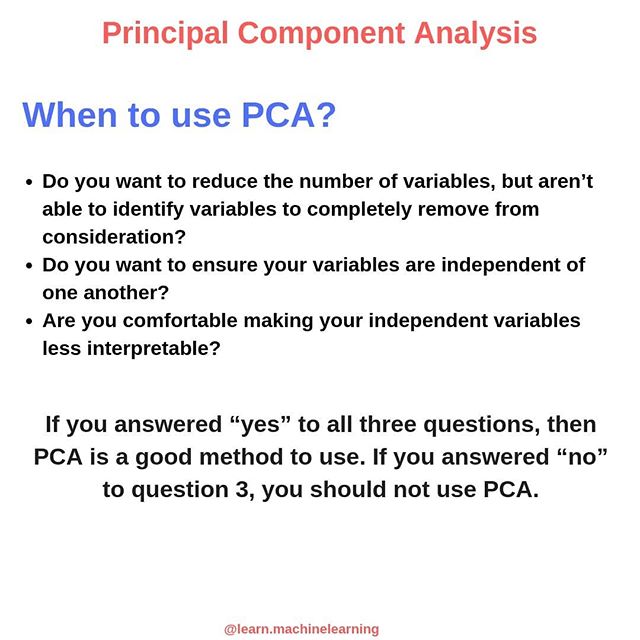 Principal Component Analysis
When to use PCA?
• Do you want to reduce the number of variables, but aren’t
able to identify variables to completely remove from
consideration?
• Do you want to ensure your variables are independent of
one another?
• Are you comfortable making your independent variables
less interpretable?
If you answered “yes” to all three questions, then
PCA is a good method to use. If you answered “no”
to question 3, you should not use PCA.
@learn.machinelearning